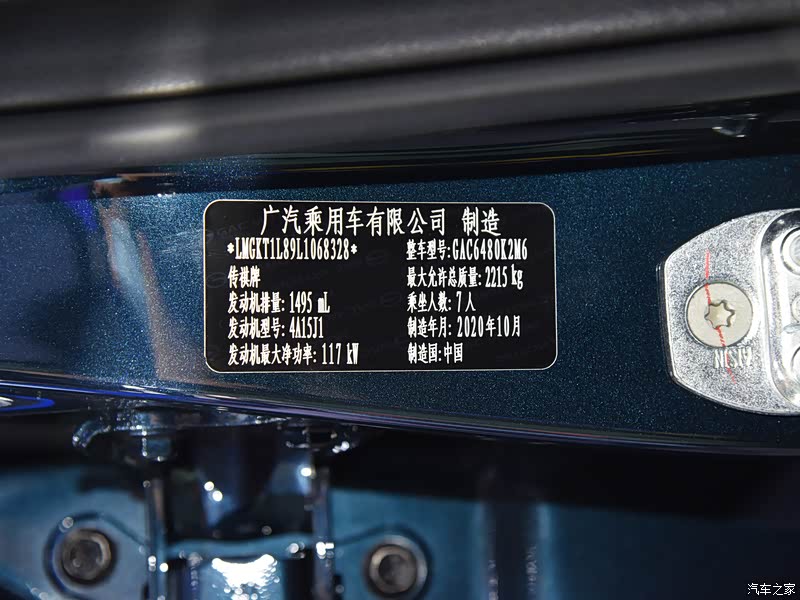 广汽乘用车有限公司 制造
*LMGKT1L89L1068328* 整车型号:GAC6480K2M6
传祺牌 最大允许总质量: 2215 kg
发动机排量: 1495 mL 乘坐人数: 7 人
发动机型号: 4A15J1 制造年月: 2020年10月
发动机最大净功率: 117 kW 制造国: 中国
汽车之家